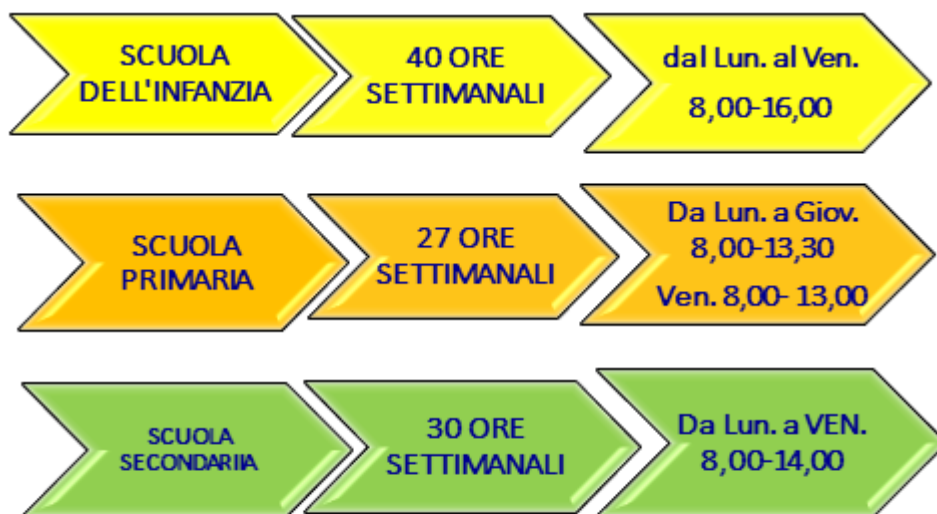 SCUOLA
DELL'INFANZIA
40 ORE
SETTIMANALI
dal Lun. al Ven.
8,00-16,00
SCUOLA
PRIMARIA
27 ORE
SETTIMANALI
Da Lun. a Giov.
8,00-13,30
Ven. 8,00- 13,00
SCUOLA
SECONDARIIA
30 ORE
SETTIMANALI
Da Lun. a VEN.
8,00-14,00